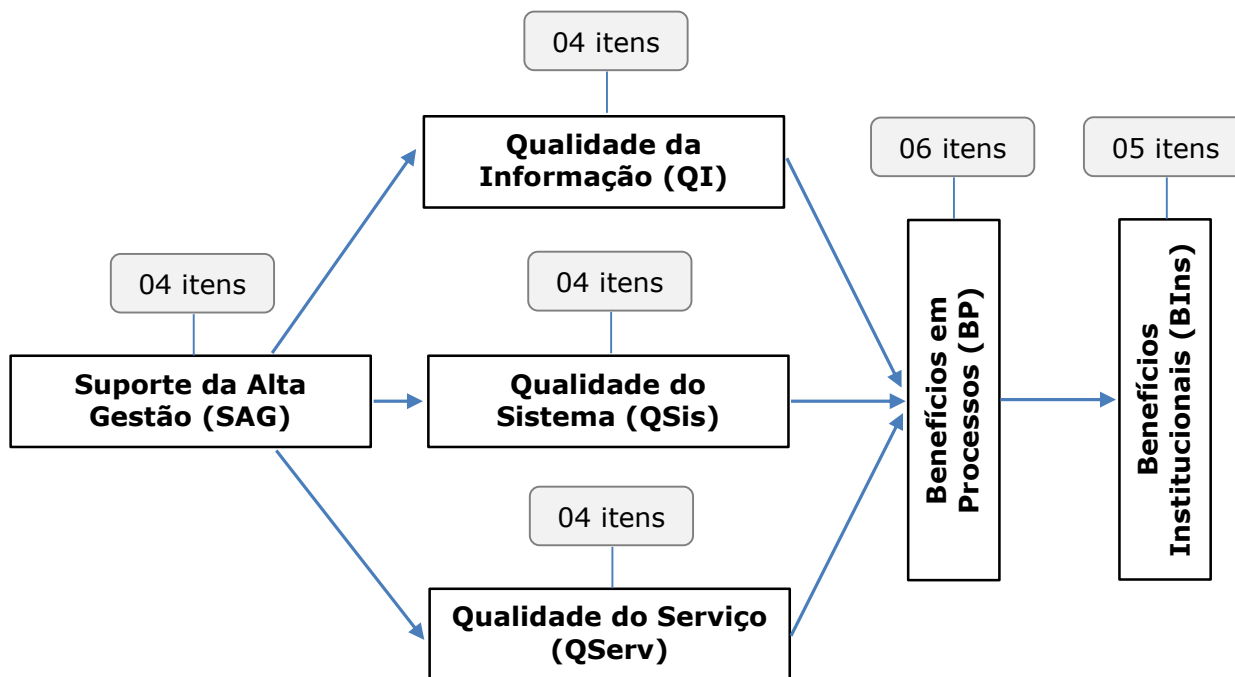 04 itens
Qualidade da
Informação (QI)
06 itens
05 itens
04 itens
04 itens
Suporte da Alta
Gestão (SAG)
Qualidade do
Sistema (QSis)
Benefícios em
Processos (BP)
Benefícios
Institucionais (BIns)
04 itens
Qualidade do Serviço
(QServ)